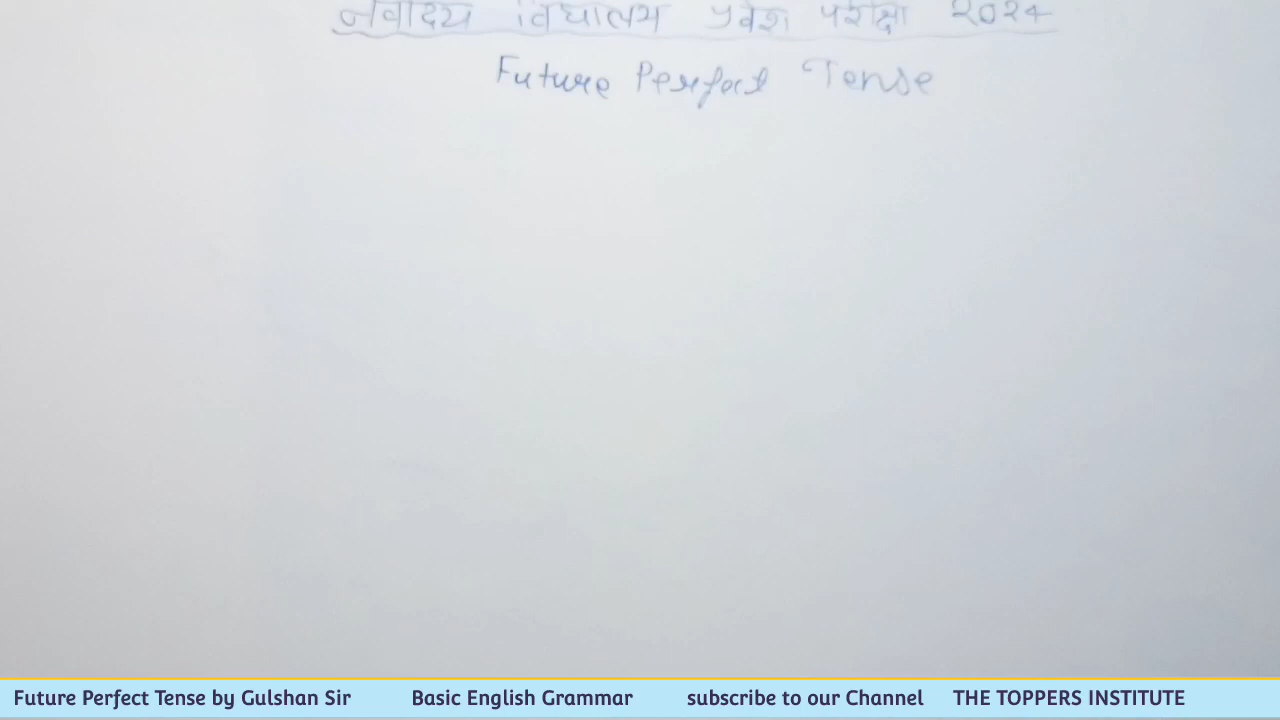 नवोदय विद्यालय प्रवेश परीक्षा २०२४
Future Perfect Tense
Future Perfect Tense by Gulshan Sir Basic English Grammar subscribe to our Channel THE TOPPERS INSTITUTE